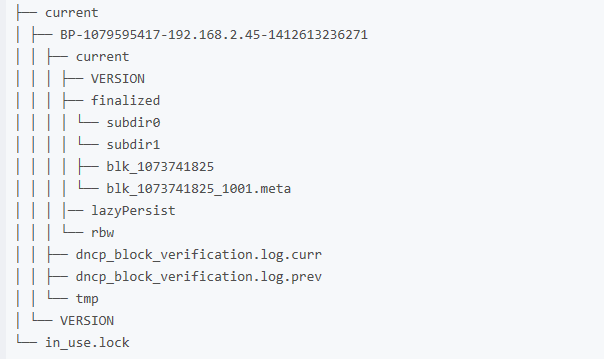 ├── current
│ ├── BP-1079595417-192.168.2.45-1412613236271
│ │ ├── current
│ │ │ ├── VERSION
│ │ │ ├── finalized
│ │ │ │ └── subdir0
│ │ │ │ └── subdir1
│ │ │ │ ├── blk_1073741825
│ │ │ │ └── blk_1073741825_1001.meta
│ │ │ |── lazyPersist
│ │ │ └── rbw
│ │ ├── dncp_block_verification.log.curr
│ │ ├── dncp_block_verification.log.prev
│ │ └── tmp
│ └── VERSION
└── in_use.lock